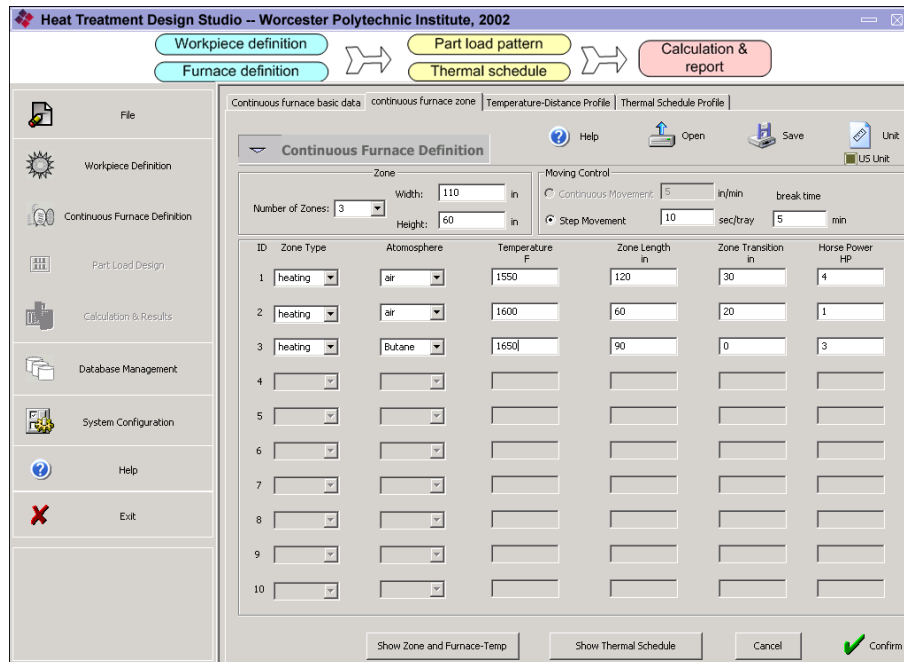 Heat Treatment Design Studio -- Worcester Polytechnic Institute, 2002
Workpiece definition
Part load pattern
Calculation & report
Furnace definition
Thermal schedule
File
Workpiece Definition
Continuous Furnace Definition
Part Load Design
Calculation & Results
Database Management
System Configuration
Help
Exit
Continuous furnace basic data continuous furnace zone Temperature-Distance Profile Thermal Schedule Profile
Continuous Furnace Definition
Help Open Save Unit
US Unit
Zone
Number of Zones: 3
Width: 110 in
Height: 60 in
Moving Control
Continuous Movement 5 in/min break time
Step Movement 10 sec/tray 5 min
ID Zone Type Atomosphere Temperature F Zone Length in Zone Transition in Horse Power HP
1 heating air 1550 120 30 4
2 heating air 1600 60 20 1
3 heating Butane 1650 90 0 3
4
5
6
7
8
9
10
Show Zone and Furnace-Temp Show Thermal Schedule Cancel Confirm